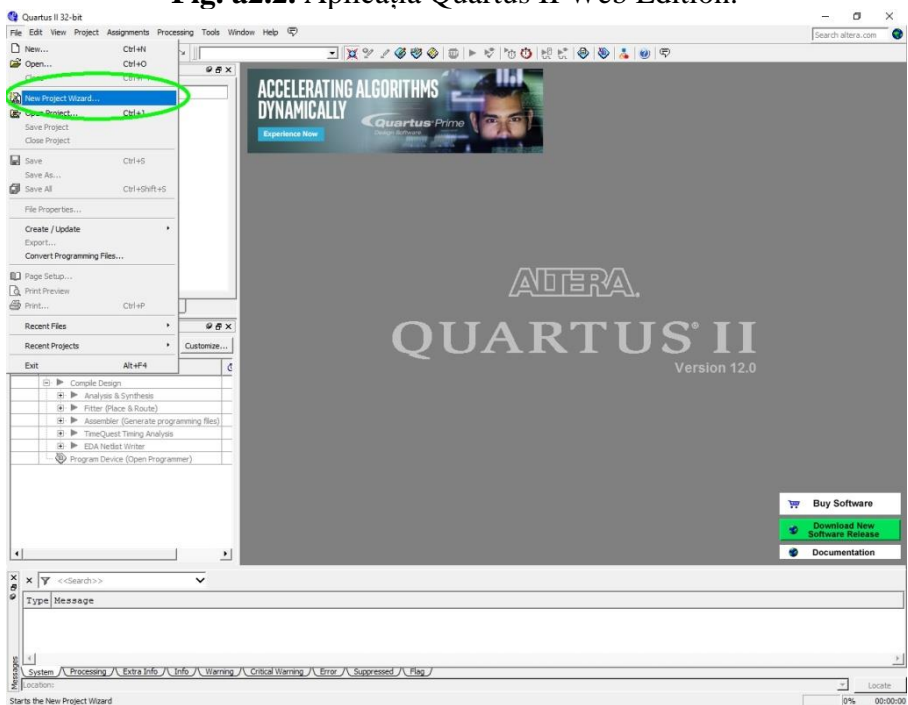 Fig. a2.2. Aplicația Quartus II Web Edition.
Quartus II 32-bit
File Edit View Project Assignments Processing Tools Window Help
Search altera.com
New... Ctrl+N
Open... Ctrl+O
Close Ctrl+F4
New Project Wizard...
Open Project... Ctrl+J
Save Project
Close Project
Save Ctrl+S
Save As...
Save All Ctrl+Shift+S
File Properties...
Create / Update
Export...
Convert Programming Files...
Page Setup...
Print Preview
Print... Ctrl+P
Recent Files
Recent Projects
Exit Alt+F4
Customize...
Compile Design
Analysis & Synthesis
Fitter (Place & Route)
Assembler (Generate programming files)
TimeQuest Timing Analysis
EDA Netlist Writer
Program Device (Open Programmer)
ACCELERATING ALGORITHMS
DYNAMICALLY
Quartus Prime
Design Software
Experience Now
ALTERA.
QUARTUS® II
Version 12.0
Buy Software
Download New
Software Release
Documentation
<<Search>>
Type Message
Messages
System Processing Extra Info Info Warning Critical Warning Error Suppressed Flag
Location:
Locate
Starts the New Project Wizard
0% 00:00:00